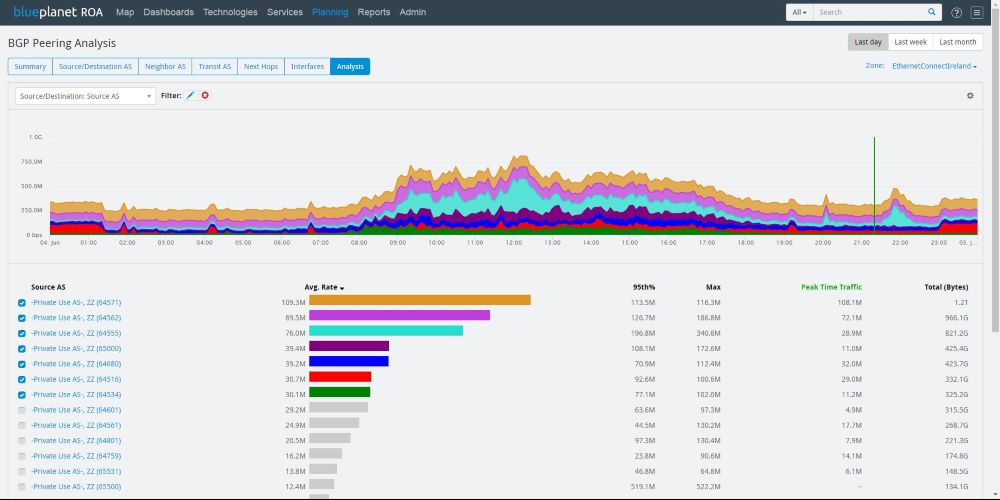 blueplanet ROA Map Dashboards Technologies Services Planning Reports Admin All Search
BGP Peering Analysis Last day Last week Last month
Summary Source/Destination AS Neighbor AS Transit AS Next Hops Interfaces Analysis Zone: EthernetConnectIreland
Source/Destination: Source AS Filter:
1.0G
750.0M
500.0M
250.0M
0 bps
04. Jun 01:00 02:00 03:00 04:00 05:00 06:00 07:00 08:00 09:00 10:00 11:00 12:00 13:00 14:00 15:00 16:00 17:00 18:00 19:00 20:00 21:00 22:00 23:00 05. J...
Source AS Avg. Rate 95th% Max Peak Time Traffic Total (Bytes)
-Private Use AS-, ZZ (64571) 109.3M 113.5M 116.3M 108.1M 1.2T
-Private Use AS-, ZZ (64562) 89.5M 126.7M 186.8M 72.1M 966.1G
-Private Use AS-, ZZ (64555) 76.0M 196.8M 340.8M 28.9M 821.2G
-Private Use AS-, ZZ (65000) 39.4M 108.1M 172.6M 11.0M 425.4G
-Private Use AS-, ZZ (64680) 39.2M 70.9M 112.4M 32.0M 423.7G
-Private Use AS-, ZZ (64516) 30.7M 92.6M 100.6M 29.0M 332.1G
-Private Use AS-, ZZ (64534) 30.1M 77.1M 102.0M 11.2M 325.2G
-Private Use AS-, ZZ (64601) 29.2M 63.6M 97.3M 4.9M 315.5G
-Private Use AS-, ZZ (64561) 24.9M 44.5M 130.2M 17.7M 268.7G
-Private Use AS-, ZZ (64801) 20.5M 97.3M 130.4M 7.9M 221.3G
-Private Use AS-, ZZ (64759) 16.2M 23.8M 90.6M 14.1M 174.8G
-Private Use AS-, ZZ (65531) 13.8M 46.8M 64.8M 6.1M 148.5G
-Private Use AS-, ZZ (65500) 12.4M 519.1M 522.2M -- 134.1G